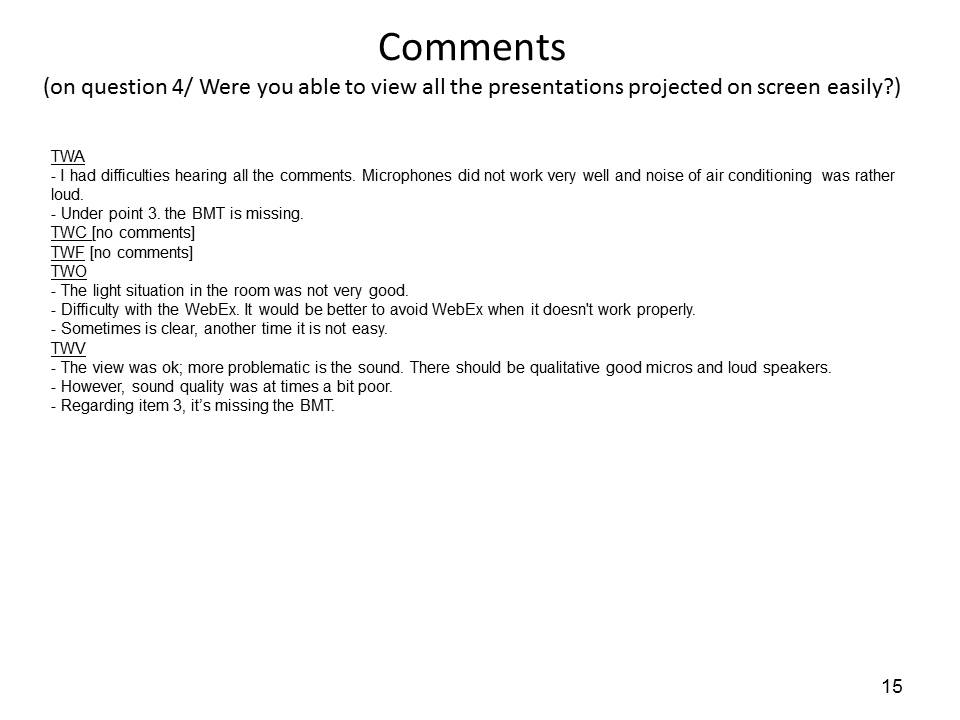 Comments
(on question 4/ Were you able to view all the presentations projected on screen easily?)
TWA
- I had difficulties hearing all the comments. Microphones did not work very well and noise of air conditioning  was rather
loud.
- Under point 3. the BMT is missing.
TWC [no comments]
TWF [no comments]
TWO
- The light situation in the room was not very good.
- Difficulty with the WebEx. It would be better to avoid WebEx when it doesn't work properly.
- Sometimes is clear, another time it is not easy.
TWV
- The view was ok; more problematic is the sound. There should be qualitative good micros and loud speakers.
- However, sound quality was at times a bit poor.
- Regarding item 3, it’s missing the BMT.
15